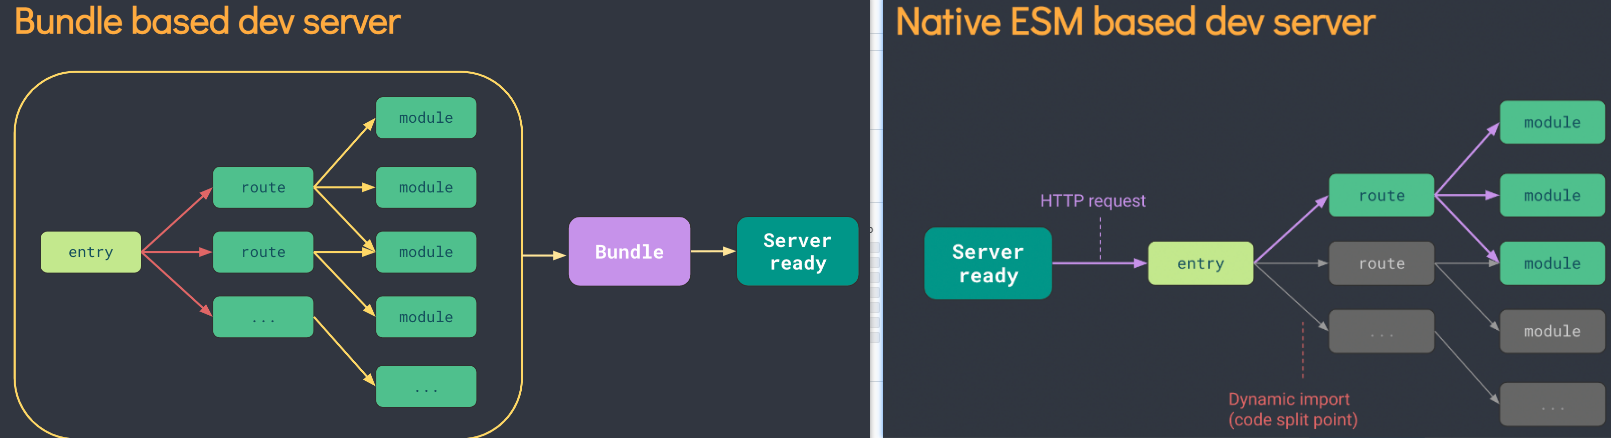 Bundle based dev server
module
route
module
entry
route
module
...
module
...
Bundle
Server
ready
Native ESM based dev server
module
HTTP request
route
module
Server
ready
entry
route
module
...
module
Dynamic import
(code split point)
...